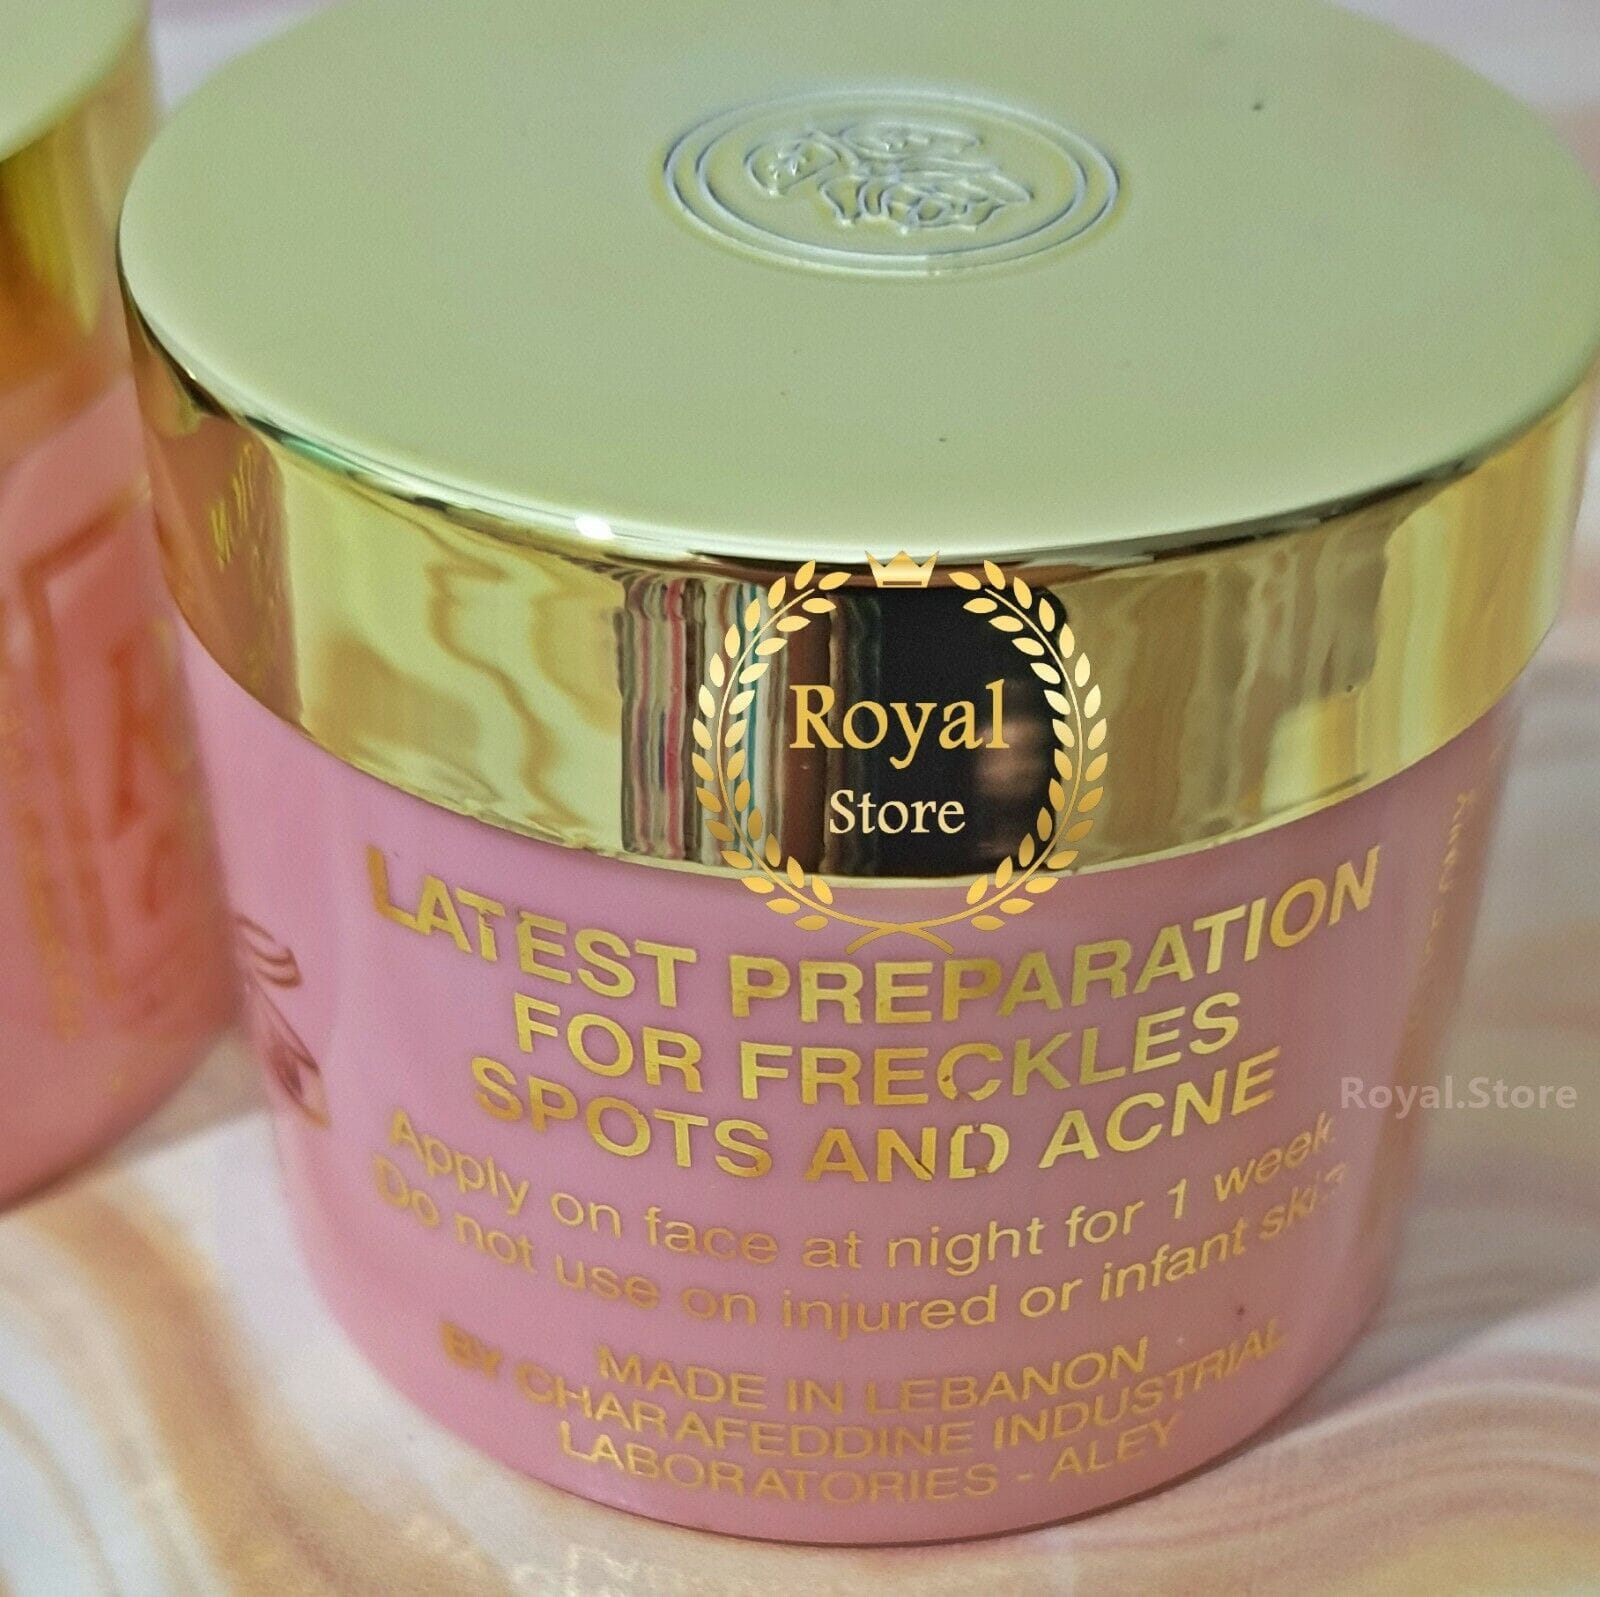 Royal
Store
LATEST PREPARATION
FOR FRECKLES
SPOTS AND ACNE
Royal.Store
Apply on face at night for 1 week
Do not use on injured or infant skin
MADE IN LEBANON
BY CHARAFEDDINE INDUSTRIAL
LABORATORIES - ALEY